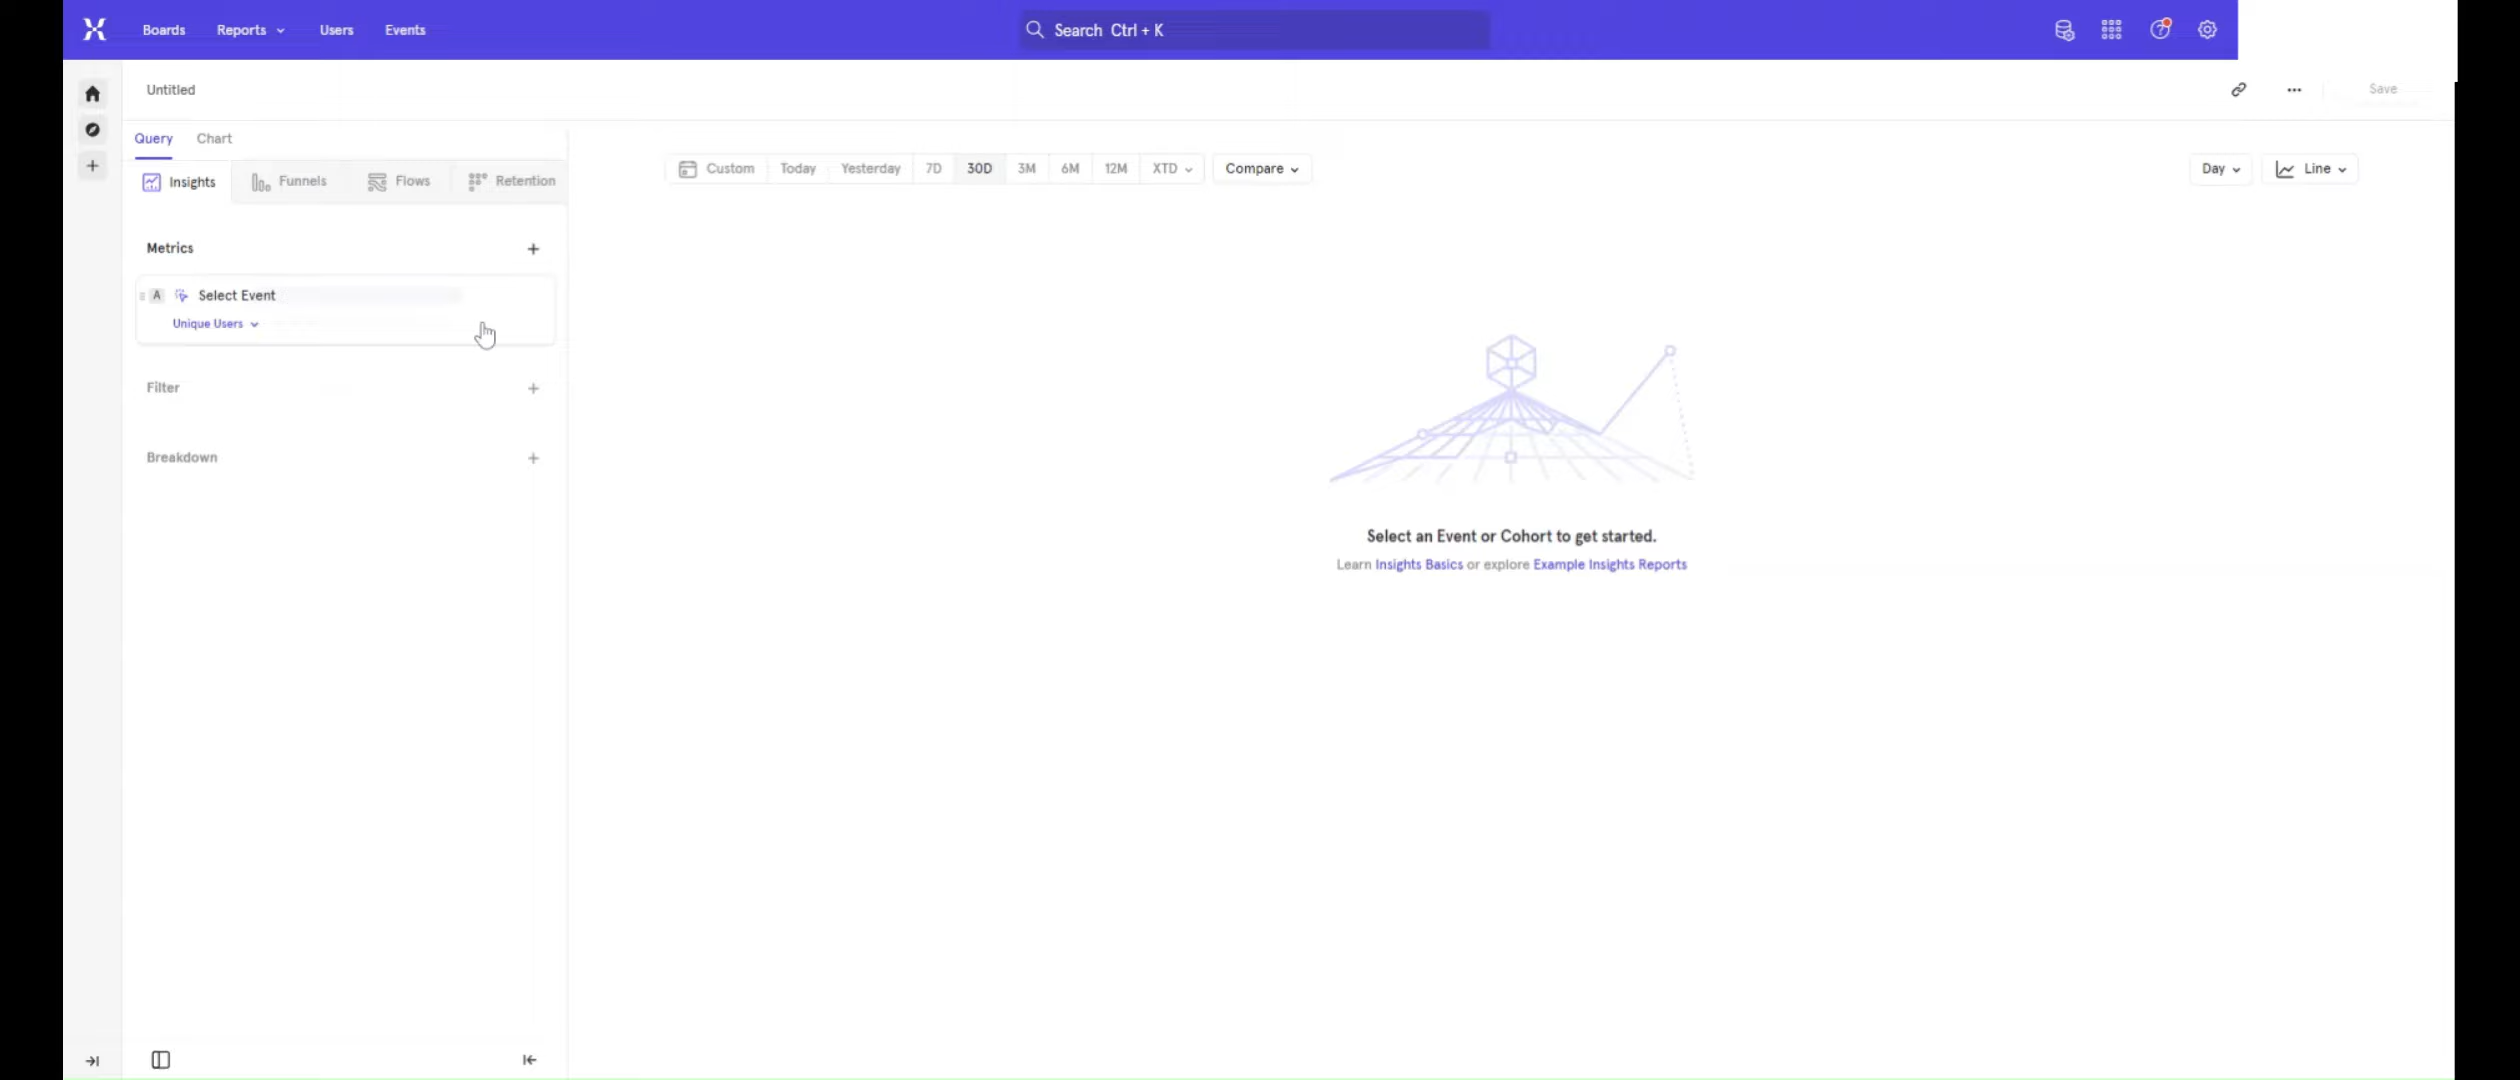 Boards Reports Users Events Search Ctrl + K
Untitled Save
Query Chart
Custom Today Yesterday 7D 30D 3M 6M 12M XTD Compare Day Line
Insights Funnels Flows Retention
Metrics
A Select Event
Unique Users
Filter
Breakdown
Select an Event or Cohort to get started.
Learn Insights Basics or explore Example Insights Reports